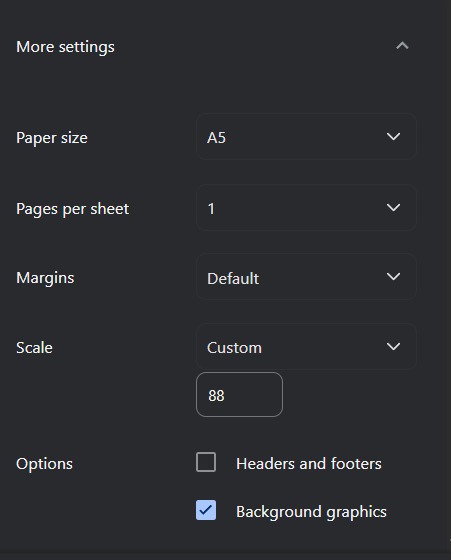 More settings
Paper size A5
Pages per sheet 1
Margins Default
Scale Custom
88
Options Headers and footers
Background graphics